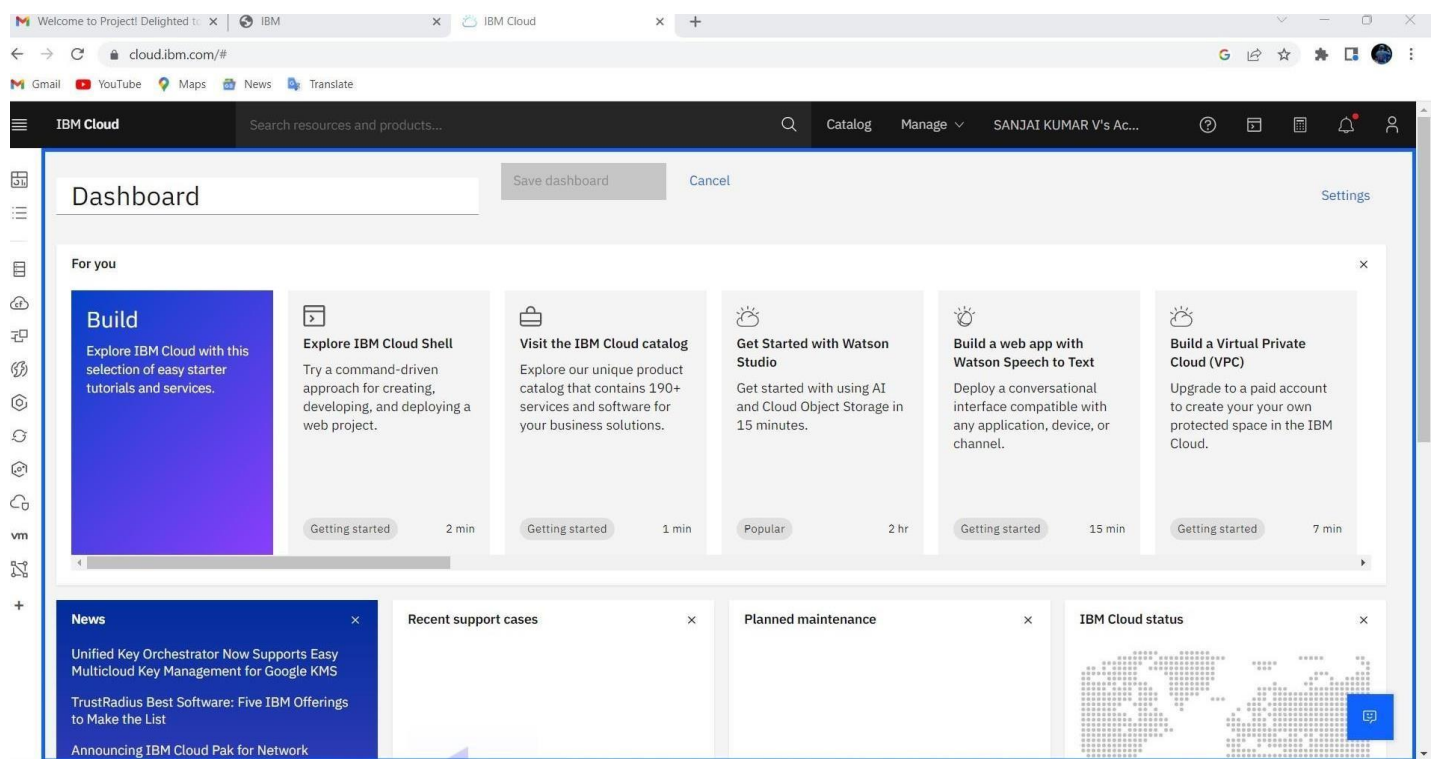 Welcome to Project! Delighted to
IBM
IBM Cloud
cloud.ibm.com/#
Gmail
YouTube
Maps
News
Translate
IBM Cloud
Search resources and products...
Catalog
Manage
SANJAI KUMAR V's Ac...
Dashboard
Save dashboard
Cancel
Settings
For you
Build
Explore IBM Cloud with this
selection of easy starter
tutorials and services.
Explore IBM Cloud Shell
Try a command-driven
approach for creating,
developing, and deploying a
web project.
Getting started
2 min
Visit the IBM Cloud catalog
Explore our unique product
catalog that contains 190+
services and software for
your business solutions.
Getting started
1 min
Get Started with Watson
Studio
Get started with using AI
and Cloud Object Storage in
15 minutes.
Popular
2 hr
Build a web app with
Watson Speech to Text
Deploy a conversational
interface compatible with
any application, device, or
channel.
Getting started
15 min
Build a Virtual Private
Cloud (VPC)
Upgrade to a paid account
to create your your own
protected space in the IBM
Cloud.
Getting started
7 min
cf
vm
News
Unified Key Orchestrator Now Supports Easy
Multicloud Key Management for Google KMS
TrustRadius Best Software: Five IBM Offerings
to Make the List
Announcing IBM Cloud Pak for Network
Recent support cases
Planned maintenance
IBM Cloud status